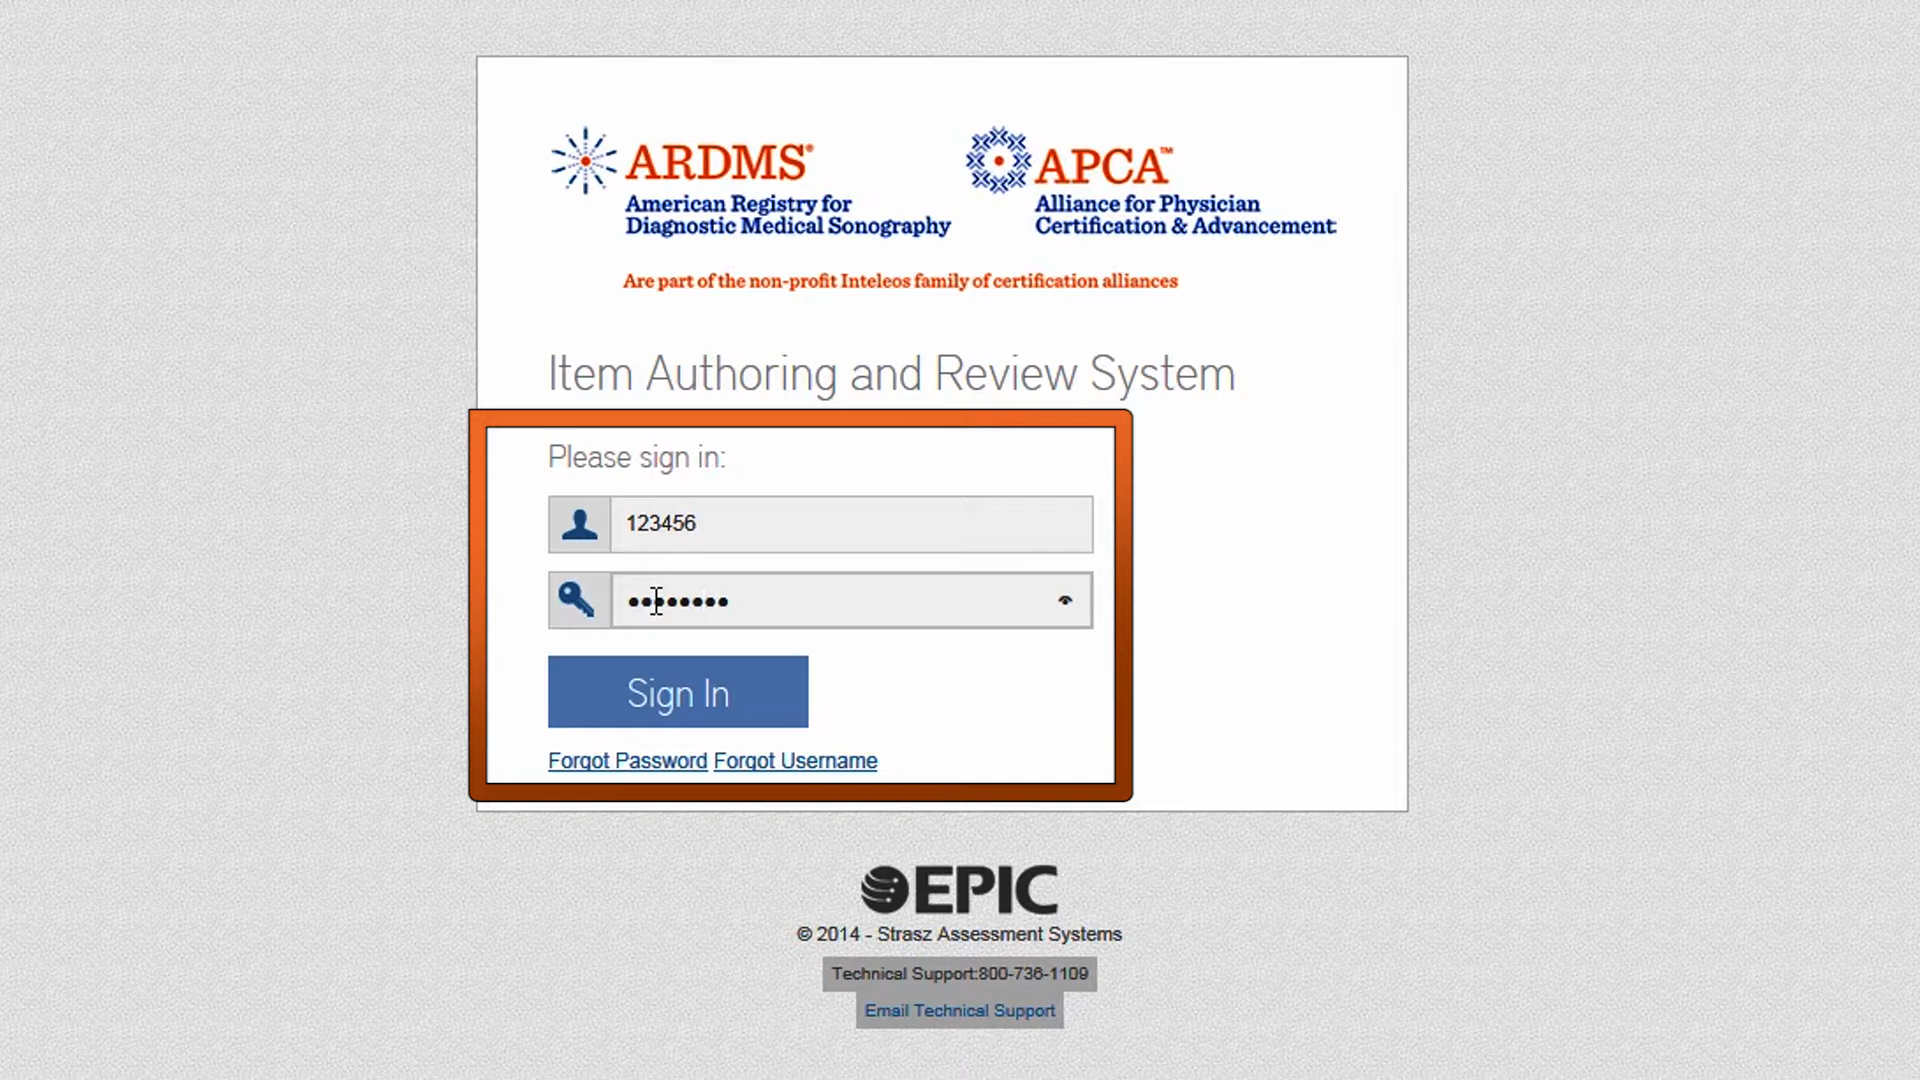 ARDMS®
American Registry for
Diagnostic Medical Sonography
APCA™
Alliance for Physician
Certification & Advancement
Are part of the non-profit Inteleos family of certification alliances
Item Authoring and Review System
Please sign in:
123456
Sign In
Forgot Password Forgot Username
EPIC
© 2014 - Strasz Assessment Systems
Technical Support:800-736-1109
Email Technical Support